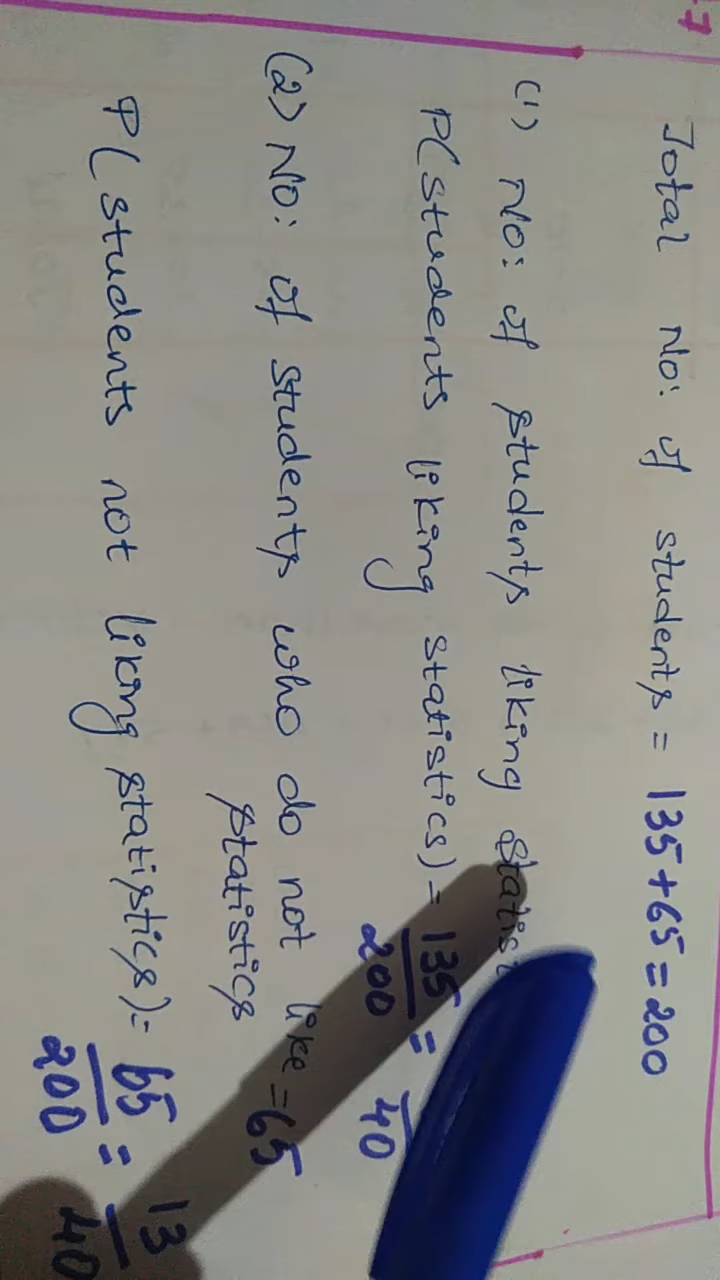 7
Total No: of students = 135+65=200
(1) No: of students liking
P(students liking statistics) = 135/200 = /40
(2) No: of students who do not like =65
statistics
P(students not liking statistics)= 65/200 = 13/40